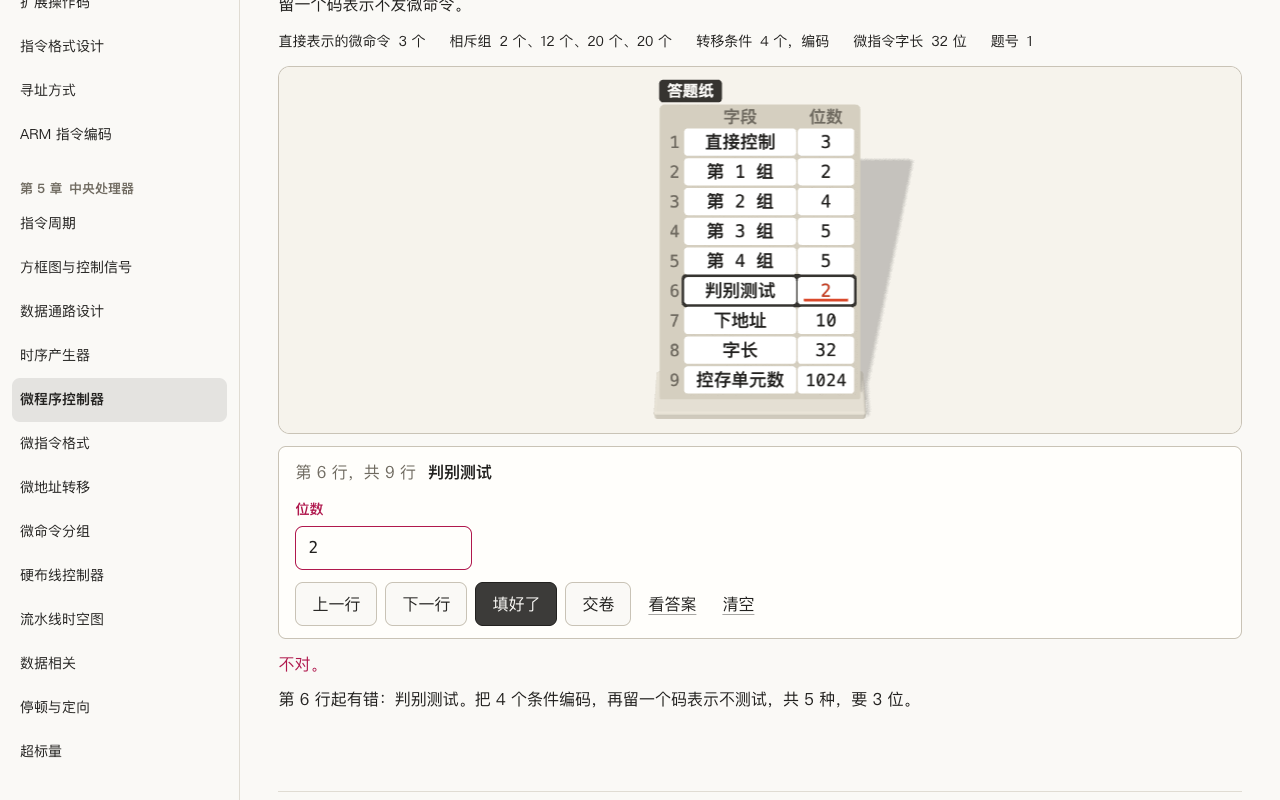 扩展操作码
指令格式设计
寻址方式
ARM 指令编码
第 5 章 中央处理器
指令周期
方框图与控制信号
数据通路设计
时序产生器
微程序控制器
微指令格式
微地址转移
微命令分组
硬布线控制器
流水线时空图
数据相关
停顿与定向
超标量
留一个码表示不发微命令。
直接表示的微命令 3 个 相斥组 2 个、12 个、20 个、20 个 转移条件 4 个，编码 微指令字长 32 位 题号 1
答题纸
字段 位数
1 直接控制 3
2 第 1 组 2
3 第 2 组 4
4 第 3 组 5
5 第 4 组 5
6 判别测试 2
7 下地址 10
8 字长 32
9 控存单元数 1024
第 6 行，共 9 行 判别测试
位数
2
上一行 下一行 填好了 交卷 看答案 清空
不对。
第 6 行起有错：判别测试。把 4 个条件编码，再留一个码表示不测试，共 5 种，要 3 位。